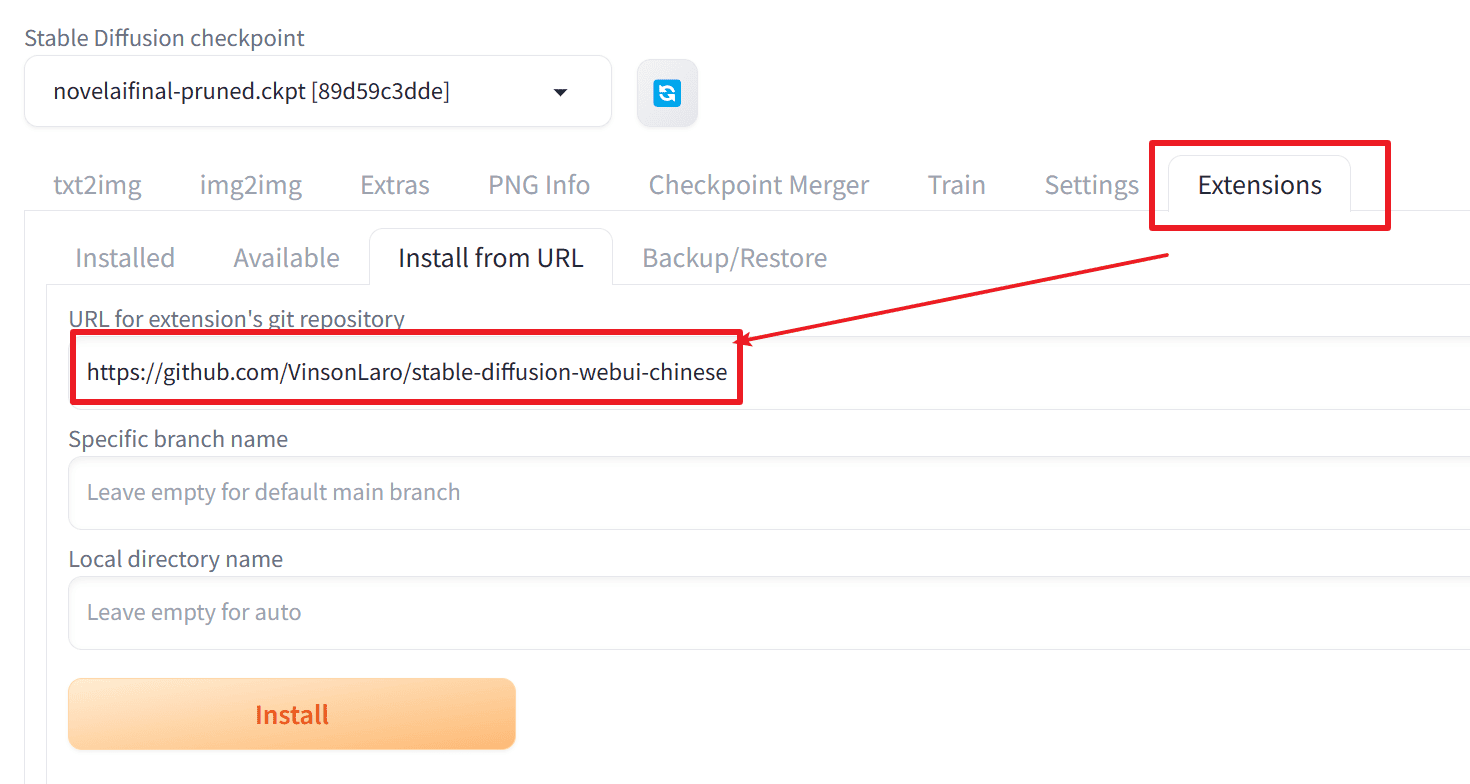 Stable Diffusion checkpoint
novelaifinal-pruned.ckpt [89d59c3dde]
txt2img img2img Extras PNG Info Checkpoint Merger Train Settings Extensions
Installed Available Install from URL Backup/Restore
URL for extension's git repository
https://github.com/VinsonLaro/stable-diffusion-webui-chinese
Specific branch name
Leave empty for default main branch
Local directory name
Leave empty for auto
Install